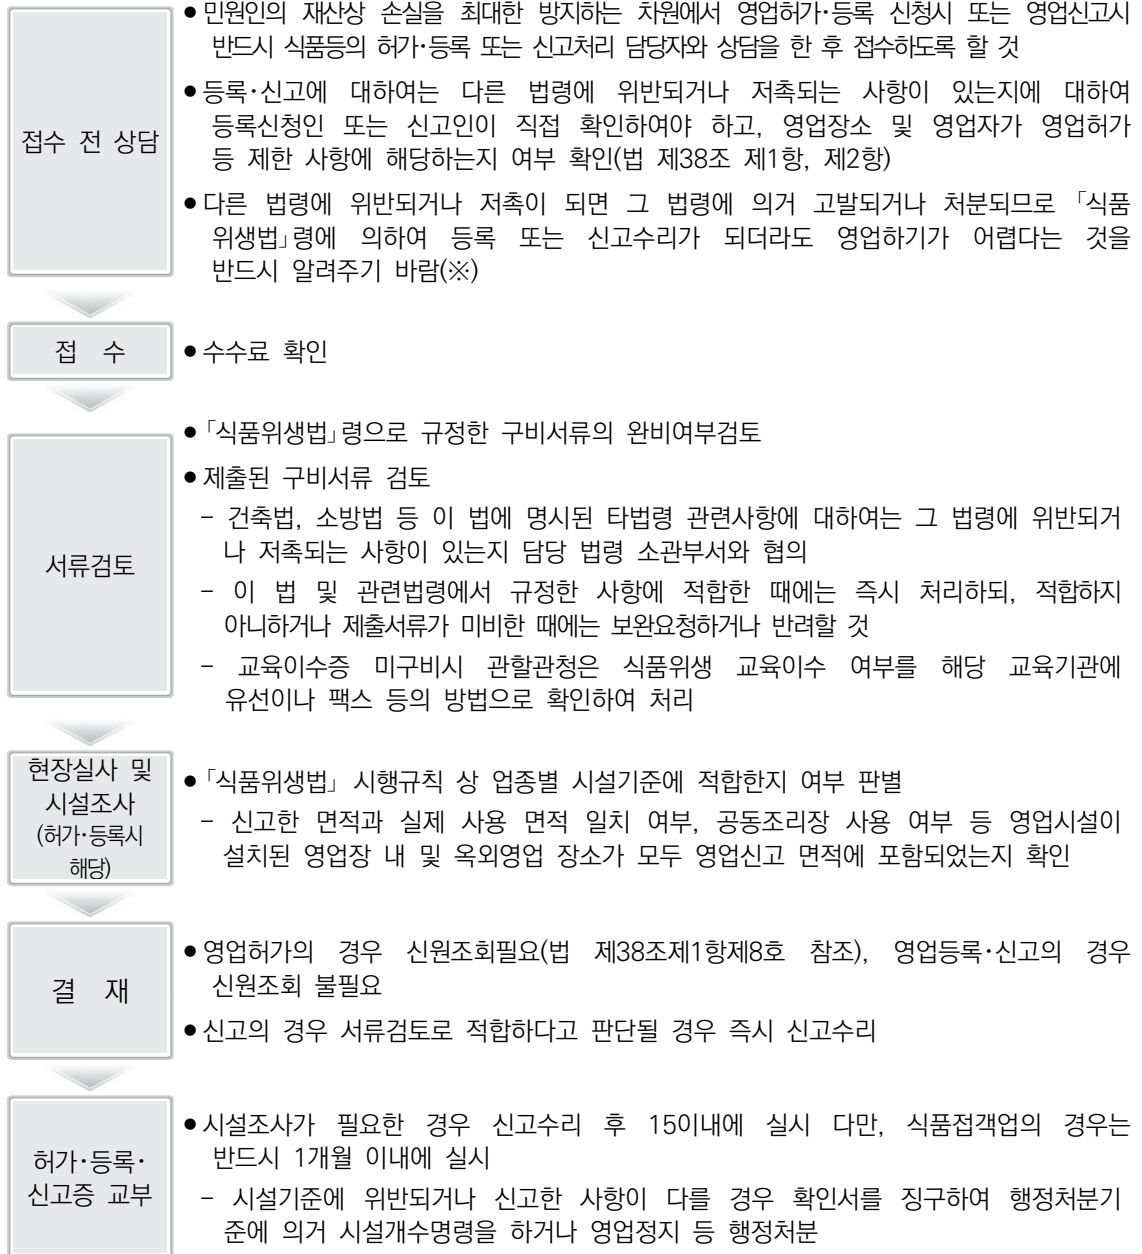 접수 전 상담
● 민원인의 재산상 손실을 최대한 방지하는 차원에서 영업허가·등록 신청시 또는 영업신고시
반드시 식품등의 허가·등록 또는 신고처리 담당자와 상담을 한 후 접수하도록 할 것
● 등록·신고에 대하여는 다른 법령에 위반되거나 저촉되는 사항이 있는지에 대하여
등록신청인 또는 신고인이 직접 확인하여야 하고, 영업장소 및 영업자가 영업허가
등 제한 사항에 해당하는지 여부 확인(법 제38조 제1항, 제2항)
● 다른 법령에 위반되거나 저촉이 되면 그 법령에 의거 고발되거나 처분되므로 「식품
위생법」령에 의하여 등록 또는 신고수리가 되더라도 영업하기가 어렵다는 것을
반드시 알려주기 바람(※)
접 수
● 수수료 확인
서류검토
● 「식품위생법」령으로 규정한 구비서류의 완비여부검토
● 제출된 구비서류 검토
- 건축법, 소방법 등 이 법에 명시된 타법령 관련사항에 대하여는 그 법령에 위반되거
나 저촉되는 사항이 있는지 담당 법령 소관부서와 협의
- 이 법 및 관련법령에서 규정한 사항에 적합한 때에는 즉시 처리하되, 적합하지
아니하거나 제출서류가 미비한 때에는 보완요청하거나 반려할 것
- 교육이수증 미구비시 관할관청은 식품위생 교육이수 여부를 해당 교육기관에
유선이나 팩스 등의 방법으로 확인하여 처리
현장실사 및
시설조사
(허가·등록시
해당)
● 「식품위생법」 시행규칙 상 업종별 시설기준에 적합한지 여부 판별
- 신고한 면적과 실제 사용 면적 일치 여부, 공동조리장 사용 여부 등 영업시설이
설치된 영업장 내 및 옥외영업 장소가 모두 영업신고 면적에 포함되었는지 확인
결 재
● 영업허가의 경우 신원조회필요(법 제38조제1항제8호 참조), 영업등록·신고의 경우
신원조회 불필요
● 신고의 경우 서류검토로 적합하다고 판단될 경우 즉시 신고수리
허가·등록·
신고증 교부
● 시설조사가 필요한 경우 신고수리 후 15이내에 실시 다만, 식품접객업의 경우는
반드시 1개월 이내에 실시
- 시설기준에 위반되거나 신고한 사항이 다를 경우 확인서를 징구하여 행정처분기
준에 의거 시설개수명령을 하거나 영업정지 등 행정처분